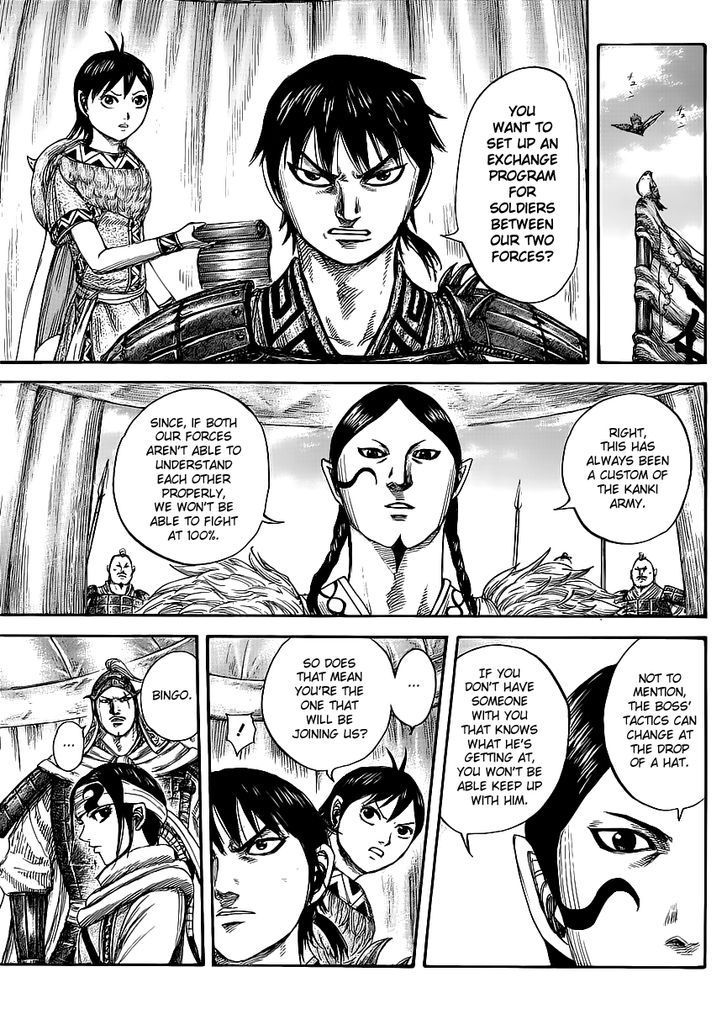 YOU
WANT TO
SET UP AN
EXCHANGE
PROGRAM
FOR
SOLDIERS
BETWEEN
OUR TWO
FORCES?
RIGHT,
THIS HAS
ALWAYS BEEN
A CUSTOM OF
THE KANKI
ARMY.
SINCE, IF BOTH
OUR FORCES
AREN'T ABLE TO
UNDERSTAND
EACH OTHER
PROPERLY,
WE WON'T BE
ABLE TO FIGHT
AT 100%.
NOT TO
MENTION,
THE BOSS'
TACTICS CAN
CHANGE AT
THE DROP
OF A HAT.
IF YOU
DON'T HAVE
SOMEONE
WITH YOU
THAT KNOWS
WHAT HE'S
GETTING AT,
YOU WON'T BE
ABLE KEEP UP
WITH HIM.
...
SO DOES
THAT MEAN
YOU'RE THE
ONE THAT
WILL BE
JOINING US?
!
BINGO.
...